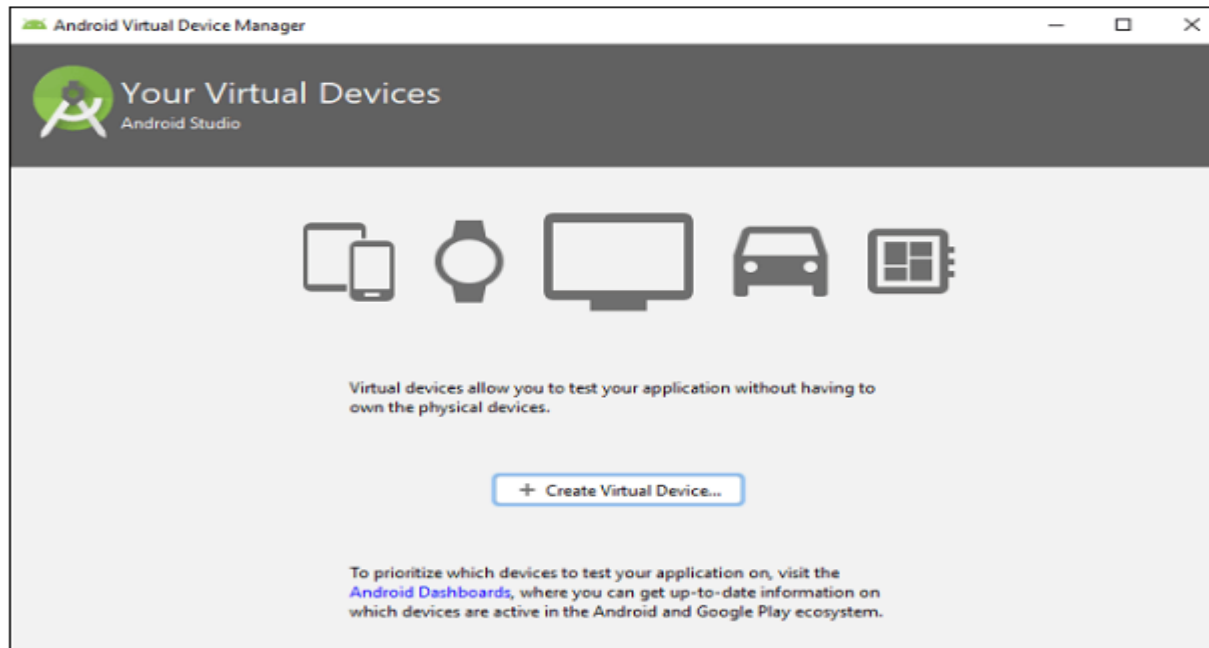 Android Virtual Device Manager
Your Virtual Devices
Android Studio
Virtual devices allow you to test your application without having to
own the physical devices.
+ Create Virtual Device...
To prioritize which devices to test your application on, visit the
Android Dashboards, where you can get up-to-date information on
which devices are active in the Android and Google Play ecosystem.